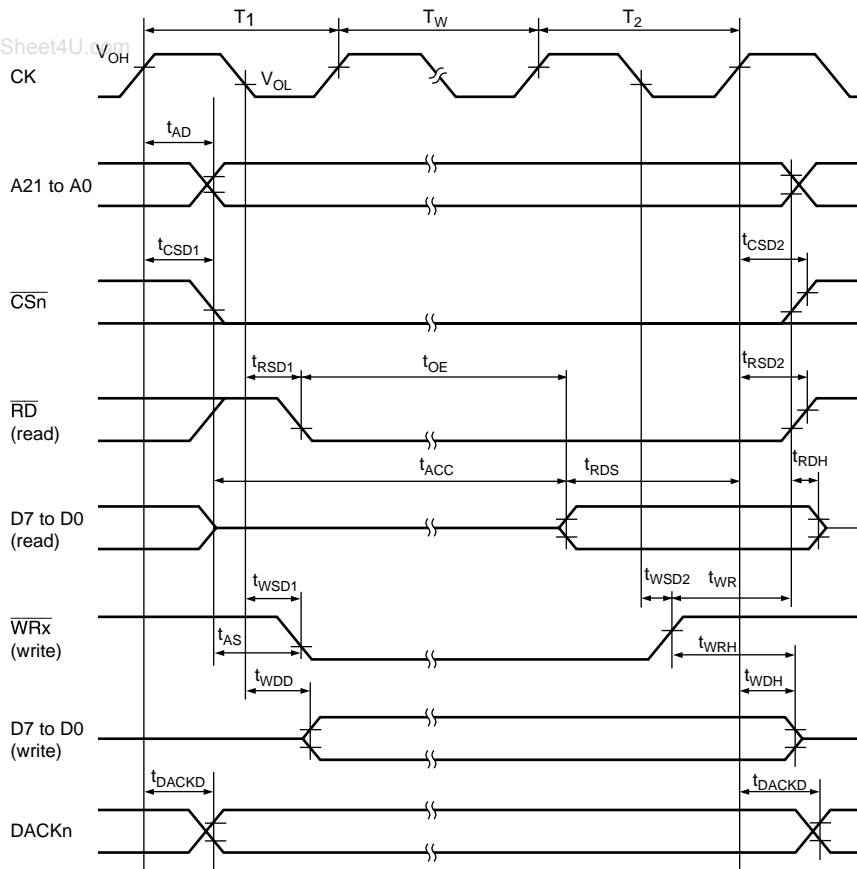 T1 TW T2
Sheet4U.com
VOH
CK
VOL
tAD
A21 to A0
tCSD1 tCSD2
CSn
tRSD1 tOE tRSD2
RD
(read)
tACC tRDS tRDH
D7 to D0
(read)
tWSD1 tWSD2 tWR
WRx
(write)
tAS tWRH
tWDD tWDH
D7 to D0
(write)
tDACKD tDACKD
DACKn